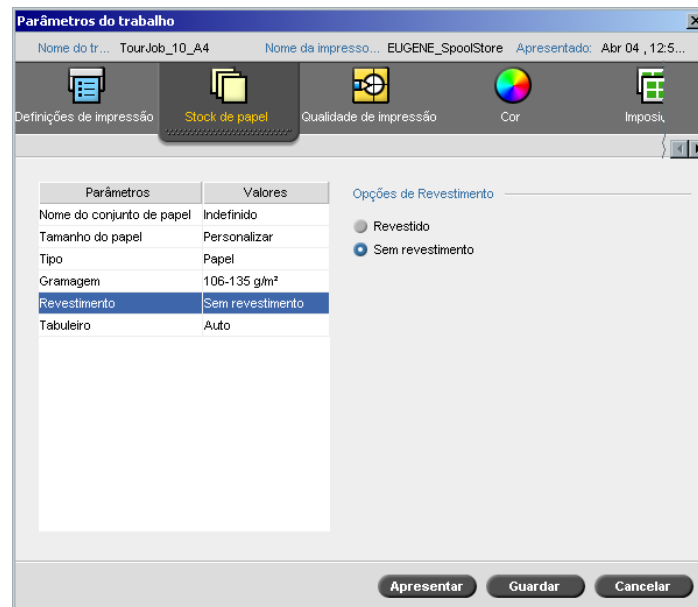 Parâmetros do trabalho
Nome do tr... TourJob_10_A4 Nome da impresso... EUGENE_SpoolStore Apresentado: Abr 04 , 12:5...
Definições de impressão Stock de papel Qualidade de impressão Cor Imposiç
Parâmetros Valores
Nome do conjunto de papel Indefinido
Tamanho do papel Personalizar
Tipo Papel
Gramagem 106-135 g/m²
Revestimento Sem revestimento
Tabuleiro Auto
Opções de Revestimento
Revestido
Sem revestimento
Apresentar Guardar Cancelar